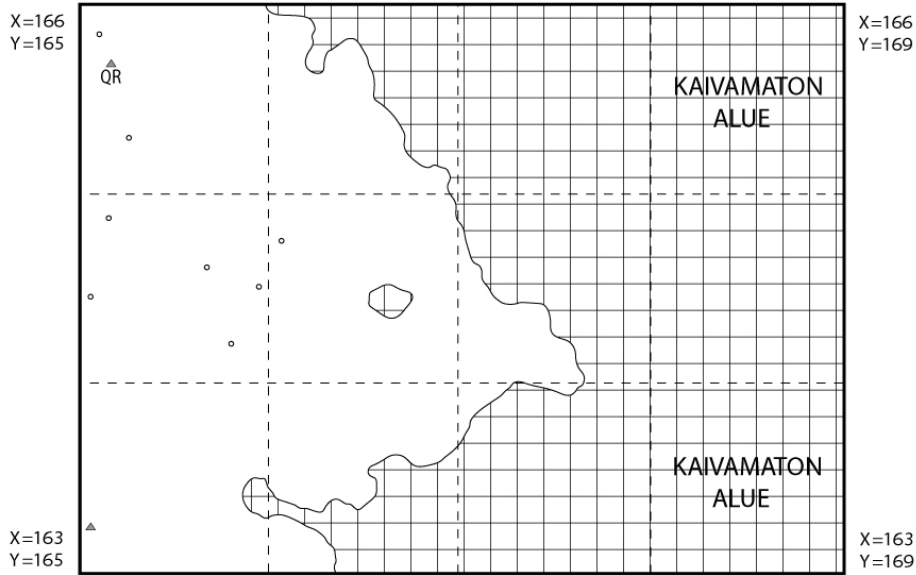 X=166
Y=165
X=166
Y=169
QR
KAIVAMATON
ALUE
KAIVAMATON
ALUE
X=163
Y=165
X=163
Y=169